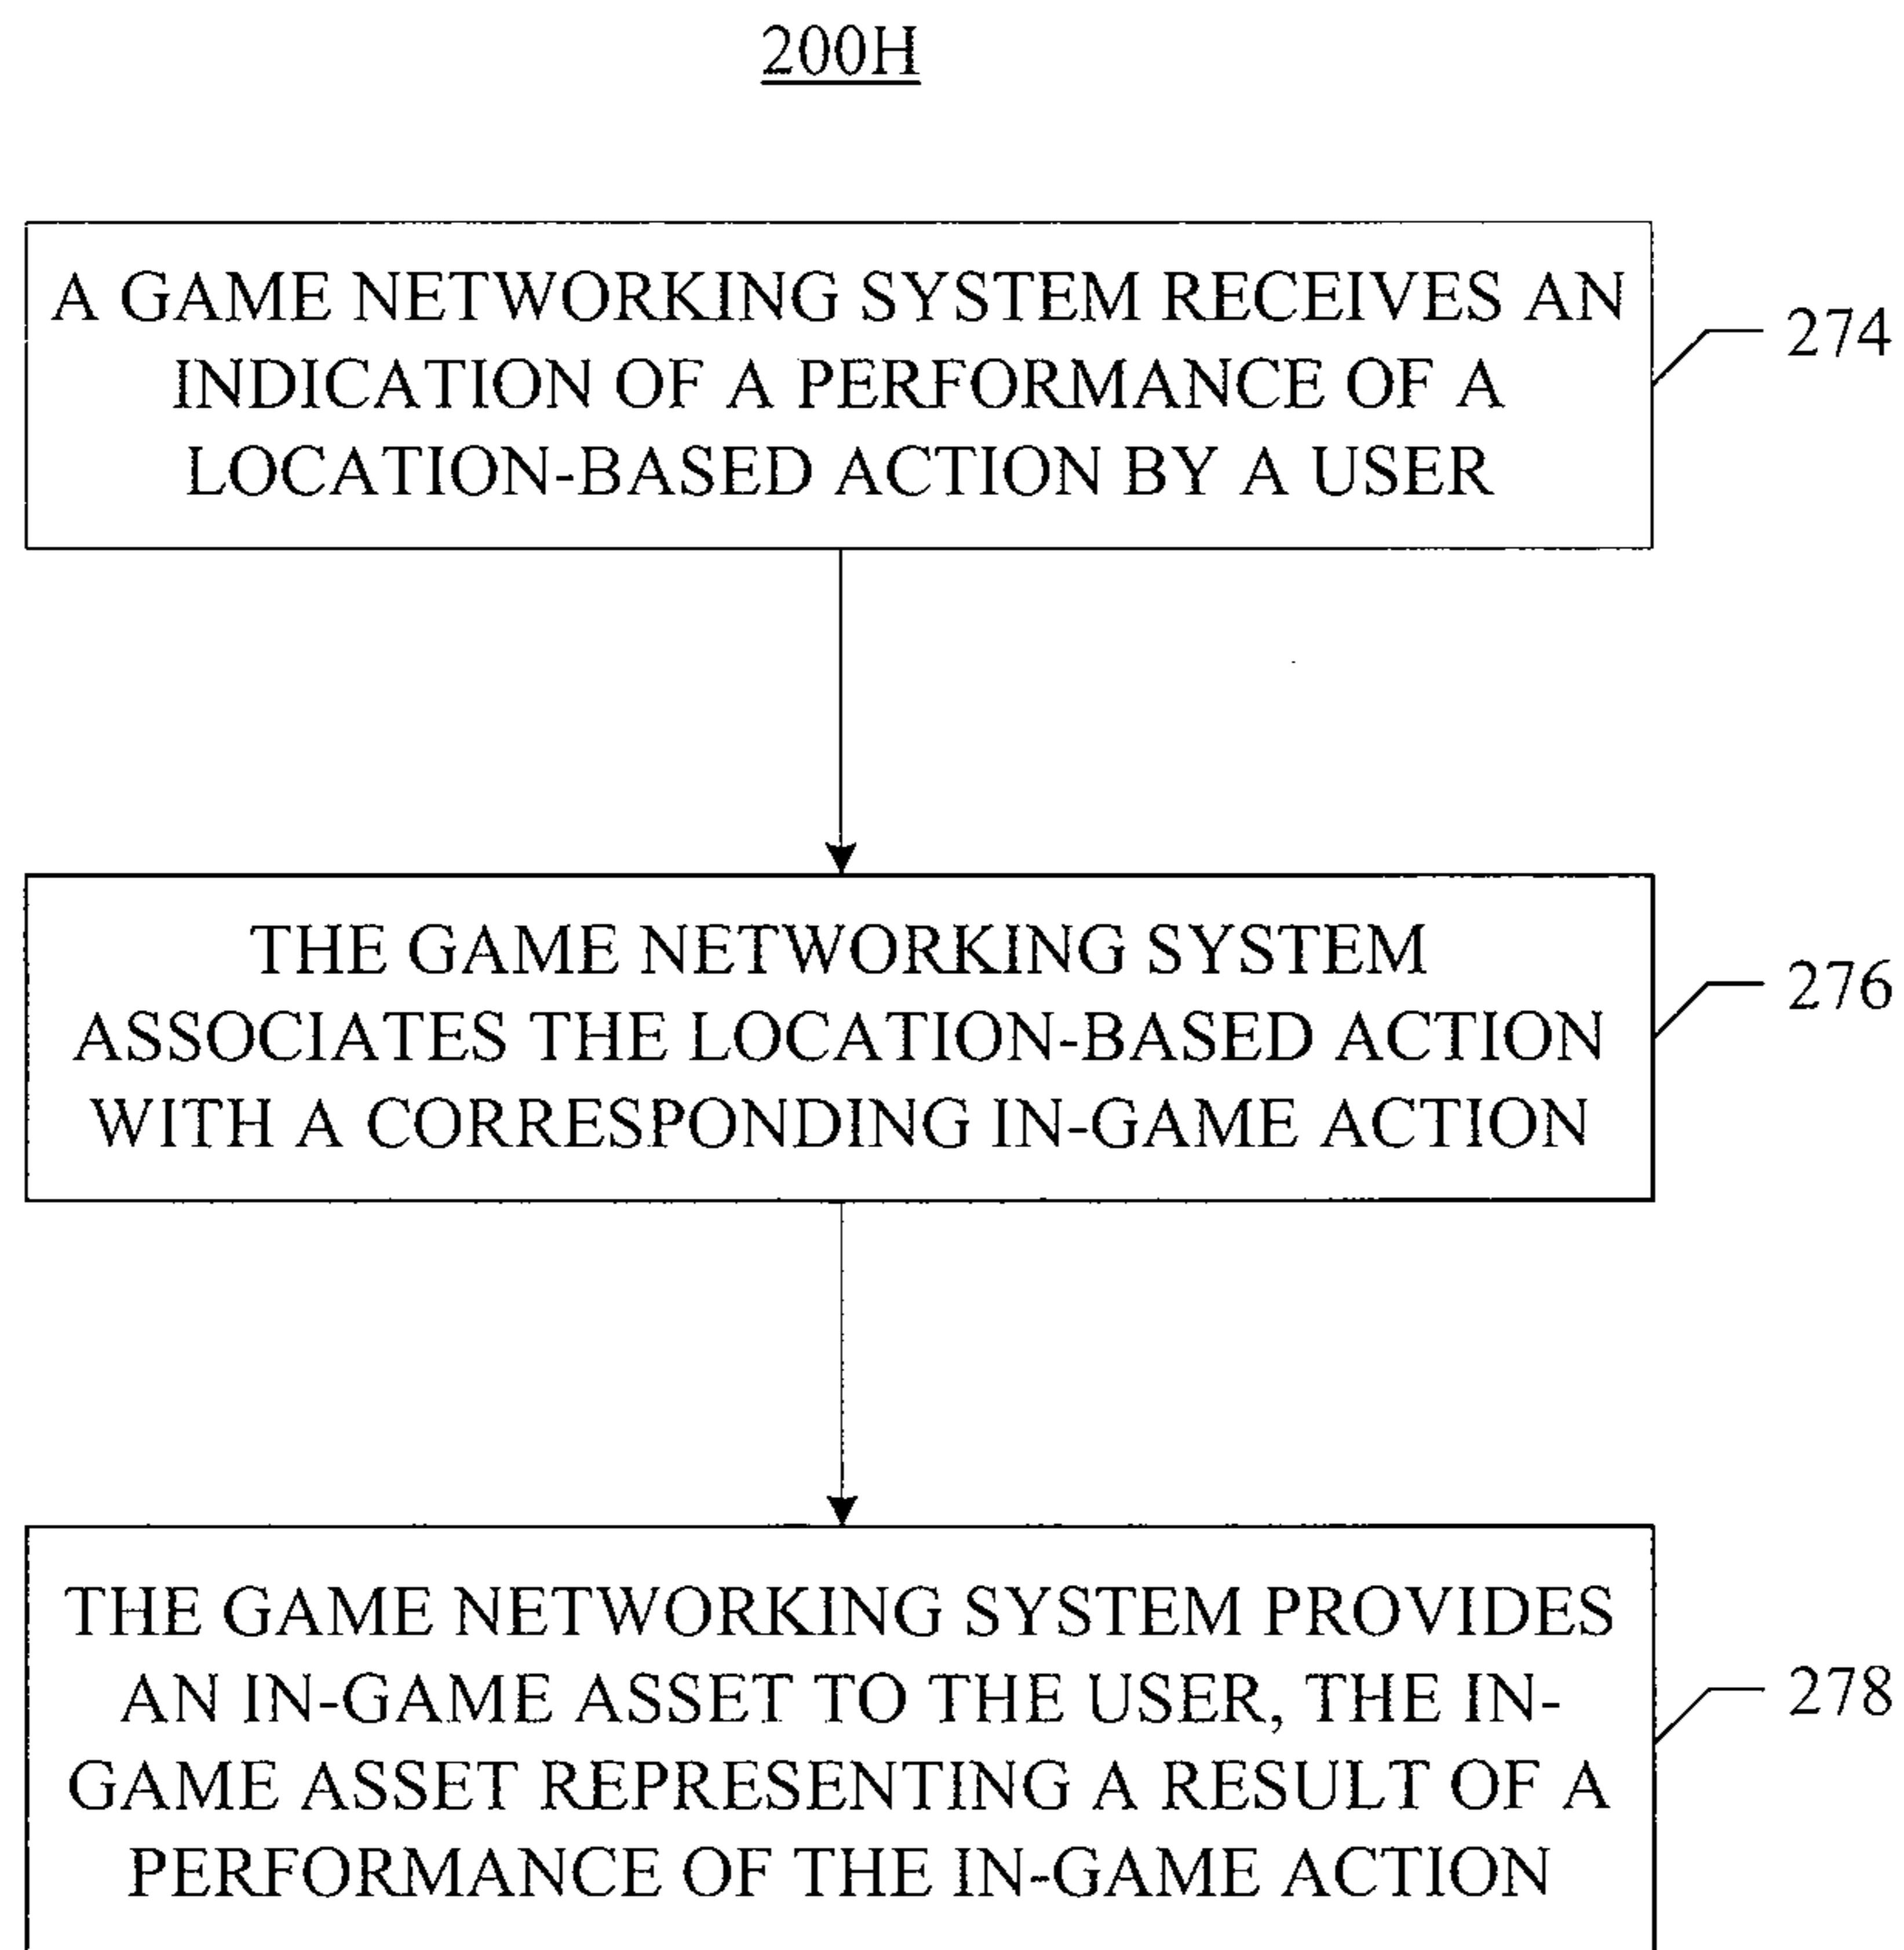 200H
A GAME NETWORKING SYSTEM RECEIVES AN
INDICATION OF A PERFORMANCE OF A
LOCATION-BASED ACTION BY A USER
274
THE GAME NETWORKING SYSTEM
ASSOCIATES THE LOCATION-BASED ACTION
WITH A CORRESPONDING IN-GAME ACTION
276
THE GAME NETWORKING SYSTEM PROVIDES
AN IN-GAME ASSET TO THE USER, THE IN-
GAME ASSET REPRESENTING A RESULT OF A
PERFORMANCE OF THE IN-GAME ACTION
278